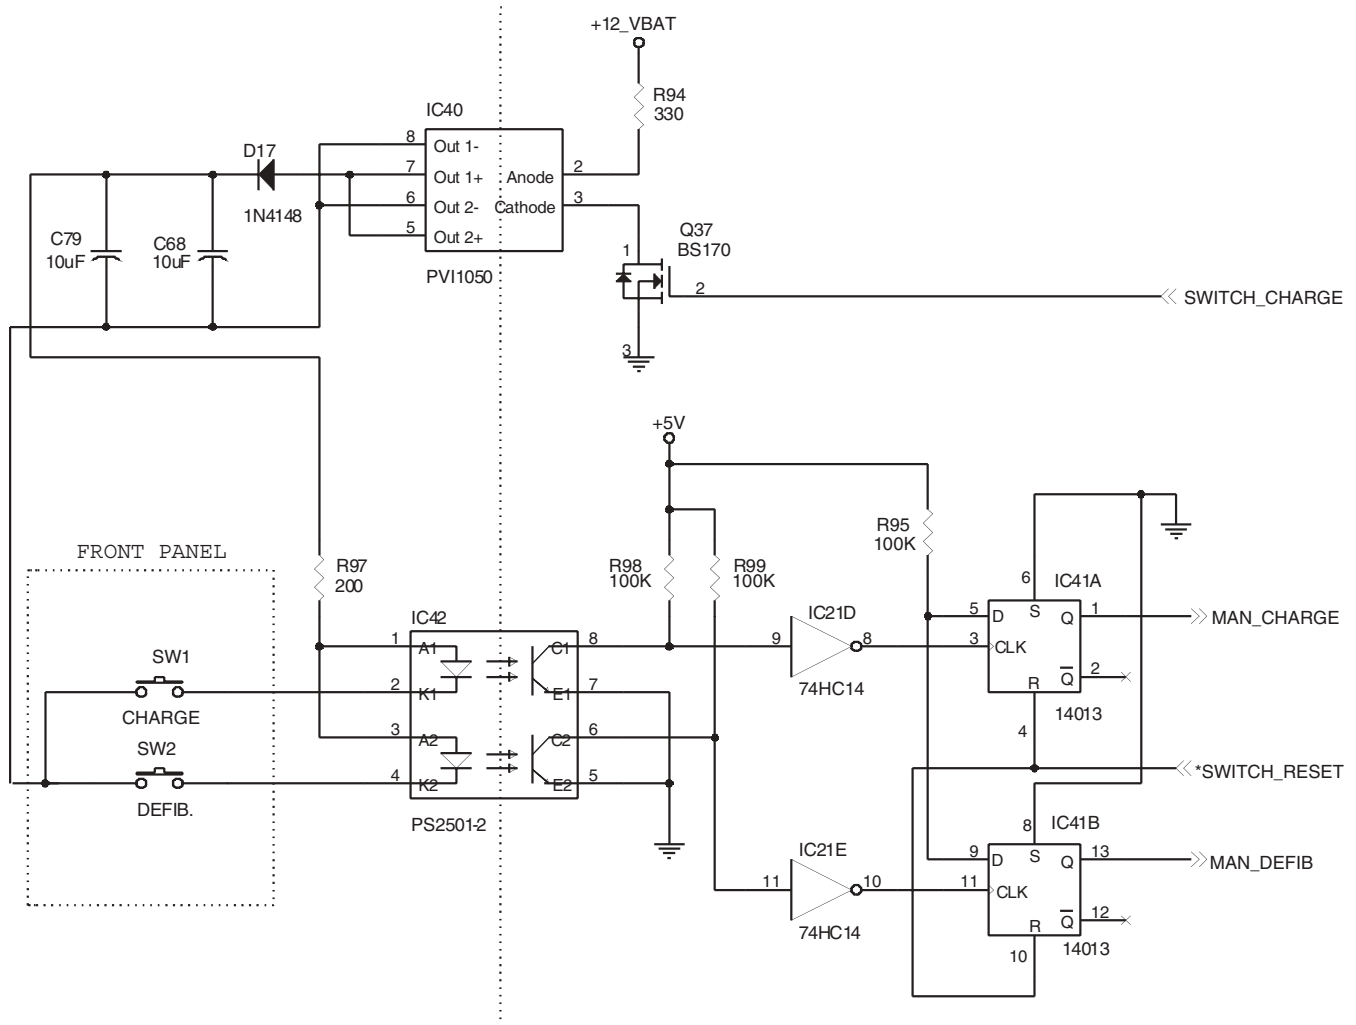 +12_VBAT
R94
330
IC40
8
Out 1-
D17
7
Out 1+
Anode
2
1N4148
6
Out 2-
Cathode
3
5
Out 2+
C79
10uF
C68
10uF
PVI1050
Q37
BS170
1
2
SWITCH_CHARGE
3
+5V
FRONT PANEL
R97
200
R98
100K
R99
100K
R95
100K
IC42
1
A1
C1
8
2
K1
E1
7
3
A2
C2
6
4
K2
E2
5
PS2501-2
SW1
CHARGE
SW2
DEFIB.
IC21D
9
8
74HC14
6
IC41A
5
D
S
Q
1
MAN_CHARGE
3
CLK
R
Q
2
4
14013
*SWITCH_RESET
IC21E
11
10
74HC14
8
IC41B
9
D
S
Q
13
MAN_DEFIB
11
CLK
R
Q
12
10
14013